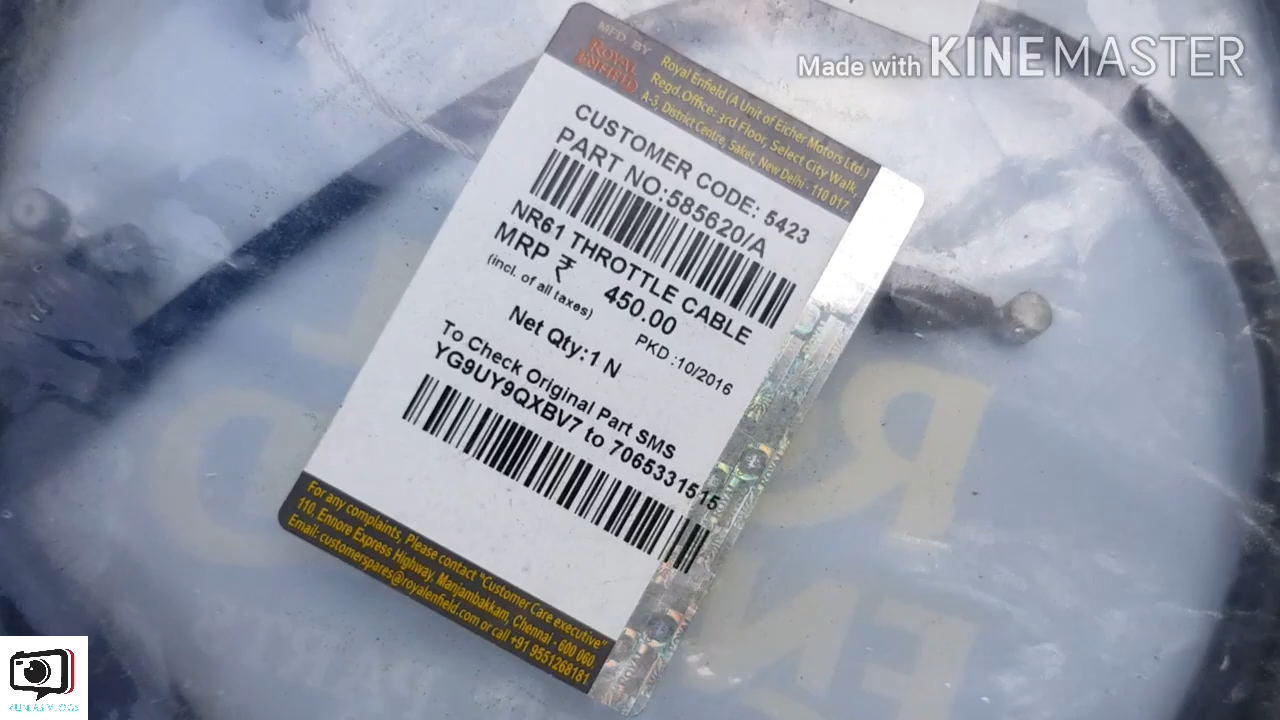 Made with KINEMASTER
MFD. BY
ROYAL
ENFIELD
Royal Enfield (A Unit of Eicher Motors Ltd.)
Regd. Office: 3rd Floor, Select City Walk,
A-3, District Centre, Saket, New Delhi - 110 017.
CUSTOMER CODE: 5423
PART NO:585620/A
NR61 THROTTLE CABLE
MRP ₹ 450.00
(incl. of all taxes)
PKD :10/2016
Net Qty:1 N
To Check Original Part SMS
YG9UY9QXBV7 to 7065331515
For any complaints, Please contact "Customer Care executive"
110, Ennore Express Highway, Manjambakkam, Chennai - 600 060.
Email: customerspares@royalenfield.com or call +91 9551268181